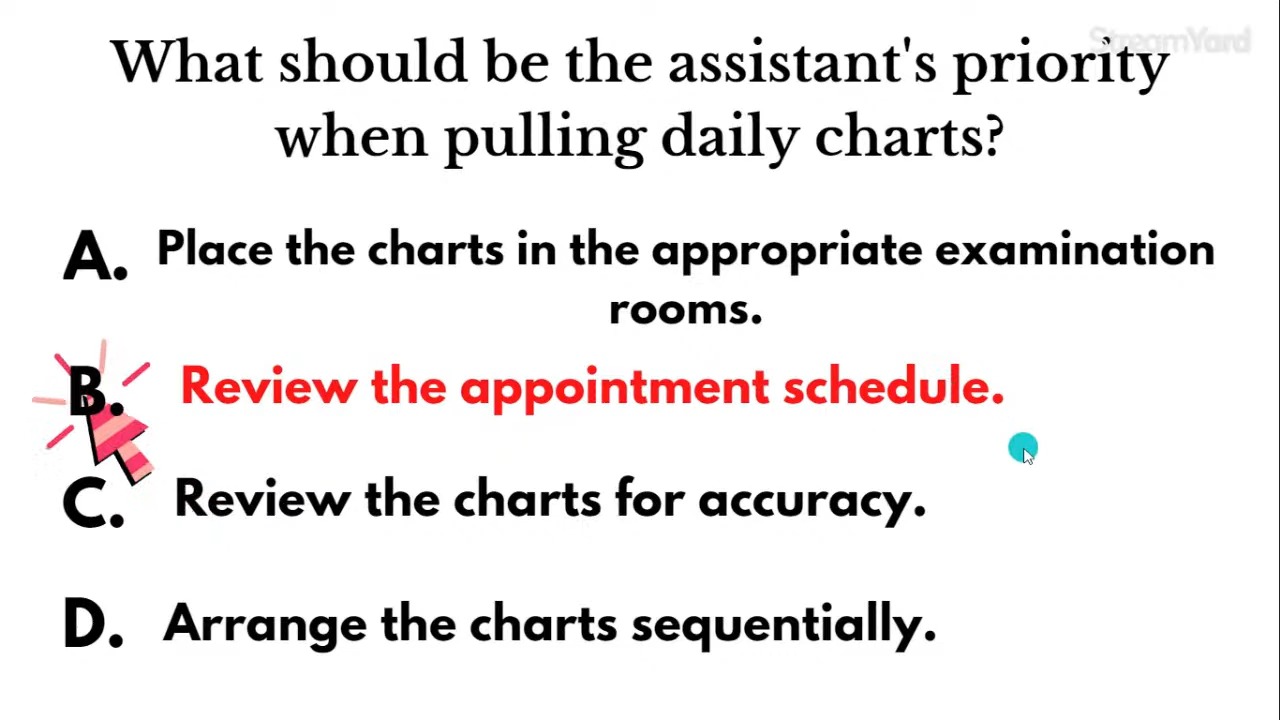 StreamYard
What should be the assistant's priority
when pulling daily charts?
A. Place the charts in the appropriate examination
rooms.
B. Review the appointment schedule.
C. Review the charts for accuracy.
D. Arrange the charts sequentially.